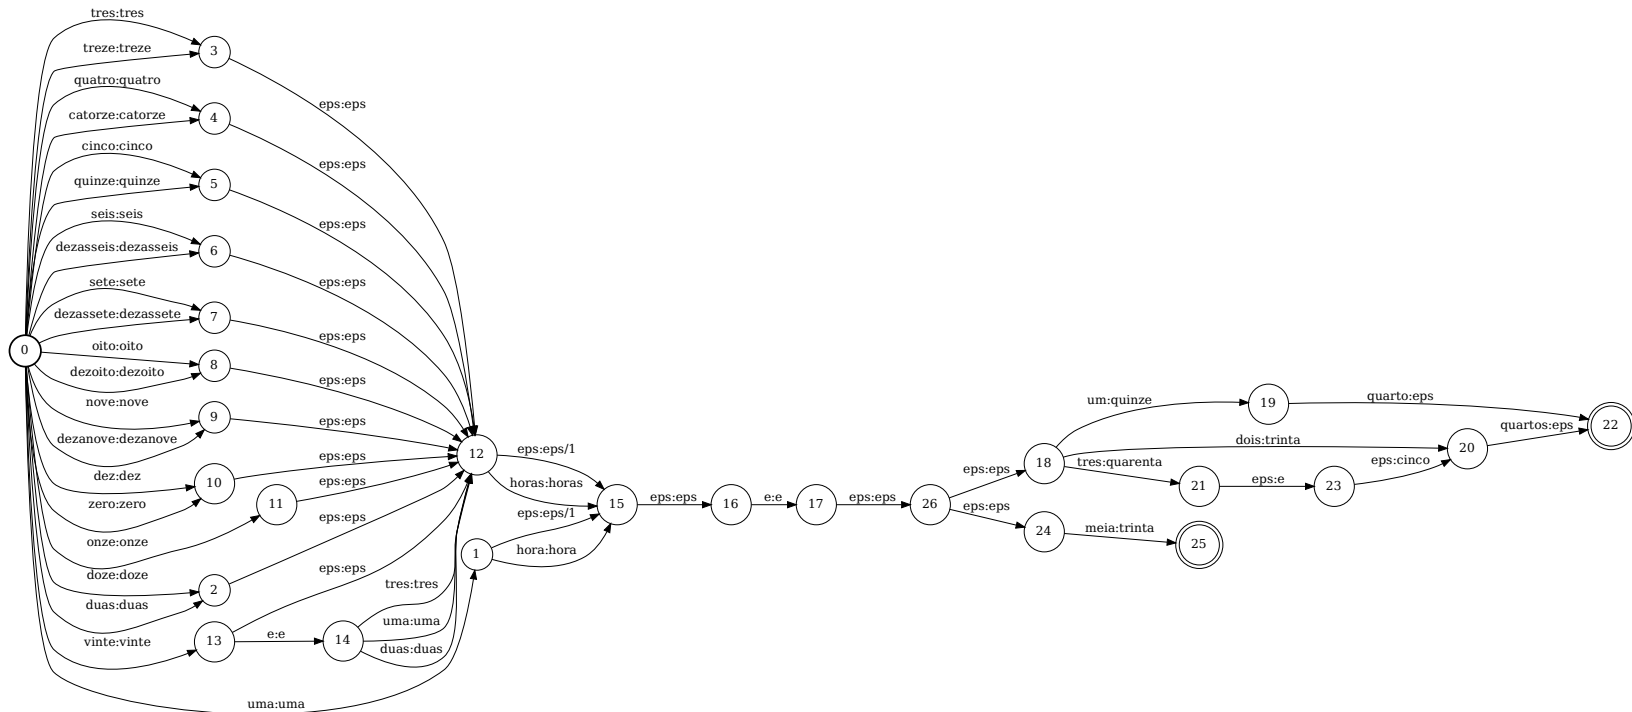 tres:tres
3
treze:treze
quatro:quatro
eps:eps
4
catorze:catorze
cinco:cinco
eps:eps
5
quinze:quinze
seis:seis
eps:eps
6
dezasseis:dezasseis
sete:sete
eps:eps
7
dezassete:dezassete
eps:eps
0
oito:oito
8
dezoito:dezoito
eps:eps
nove:nove
9
dezanove:dezanove
eps:eps
dez:dez
10
eps:eps
zero:zero
11
eps:eps
onze:onze
eps:eps
doze:doze
2
duas:duas
eps:eps
vinte:vinte
13
e:e
14
tres:tres
uma:uma
duas:duas
uma:uma
12
eps:eps/1
horas:horas
eps:eps/1
1
hora:hora
15
eps:eps
16
e:e
17
eps:eps
26
eps:eps
eps:eps
18
um:quinze
19
quarto:eps
dois:trinta
20
quartos:eps
22
tres:quarenta
21
eps:e
23
eps:cinco
24
meia:trinta
25